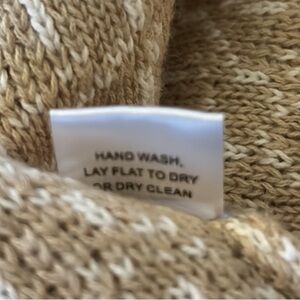 HAND WASH,
LAY FLAT TO DRY
OR DRY CLEAN